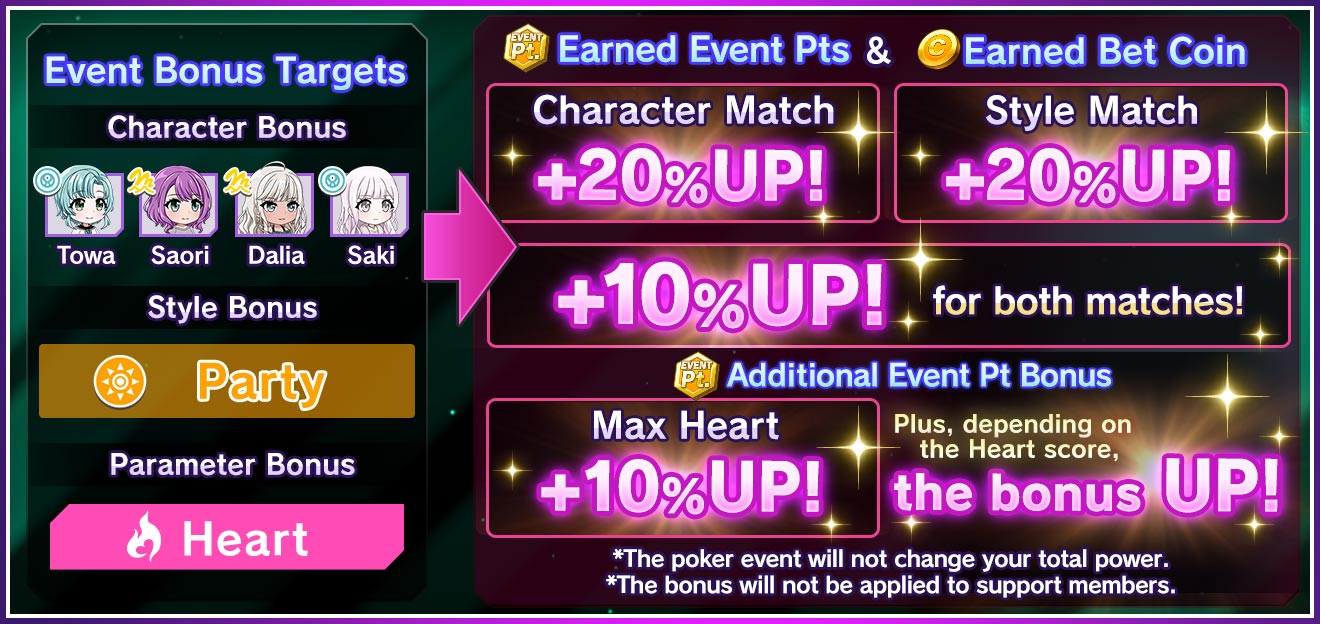 Event Bonus Targets
Character Bonus
Towa
Saori
Dalia
Saki
Style Bonus
Party
Parameter Bonus
Heart
EVENT
Pt.
Earned Event Pts & C Earned Bet Coin
Character Match
+20%UP!
Style Match
+20%UP!
+10%UP! for both matches!
EVENT
Pt.
Additional Event Pt Bonus
Max Heart
+10%UP!
Plus, depending on
the Heart score,
the bonus UP!
*The poker event will not change your total power.
*The bonus will not be applied to support members.